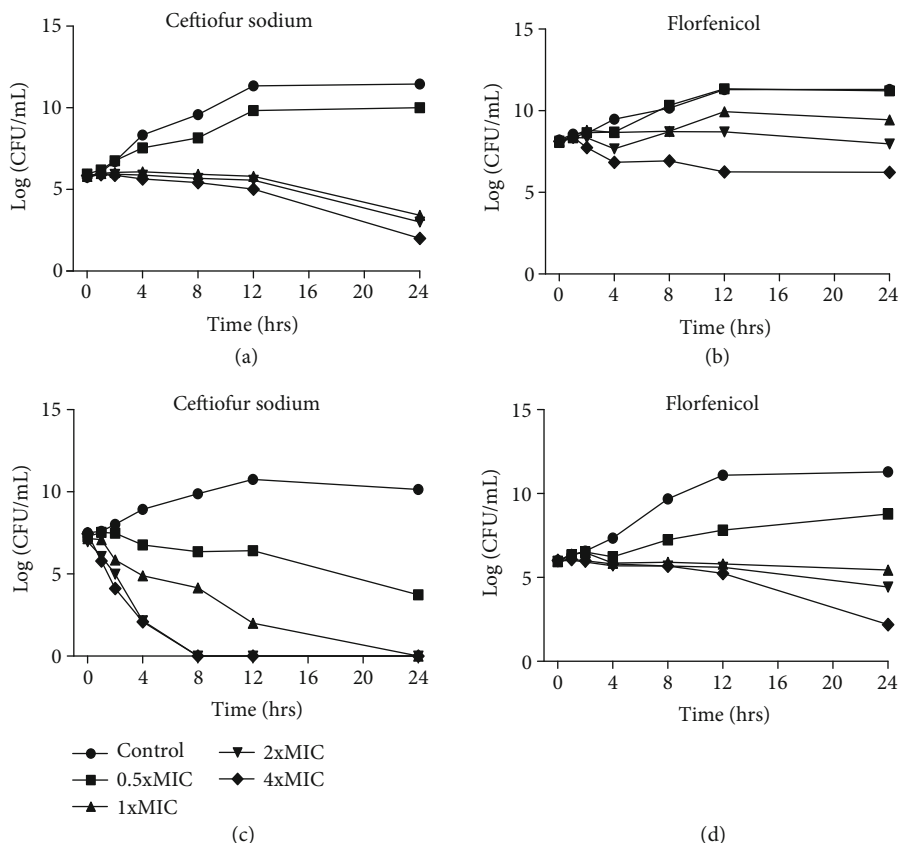 Ceftiofur sodium
15
10
5
0
Log (CFU/mL)
0 4 8 12 16 20 24
Time (hrs)
(a)
Florfenicol
15
10
5
0
Log (CFU/mL)
0 4 8 12 16 20 24
Time (hrs)
(b)
Ceftiofur sodium
15
10
5
0
Log (CFU/mL)
0 4 8 12 16 20 24
Time (hrs)
Control
0.5xMIC
1xMIC
2xMIC
4xMIC
(c)
Florfenicol
15
10
5
0
Log (CFU/mL)
0 4 8 12 16 20 24
Time (hrs)
(d)